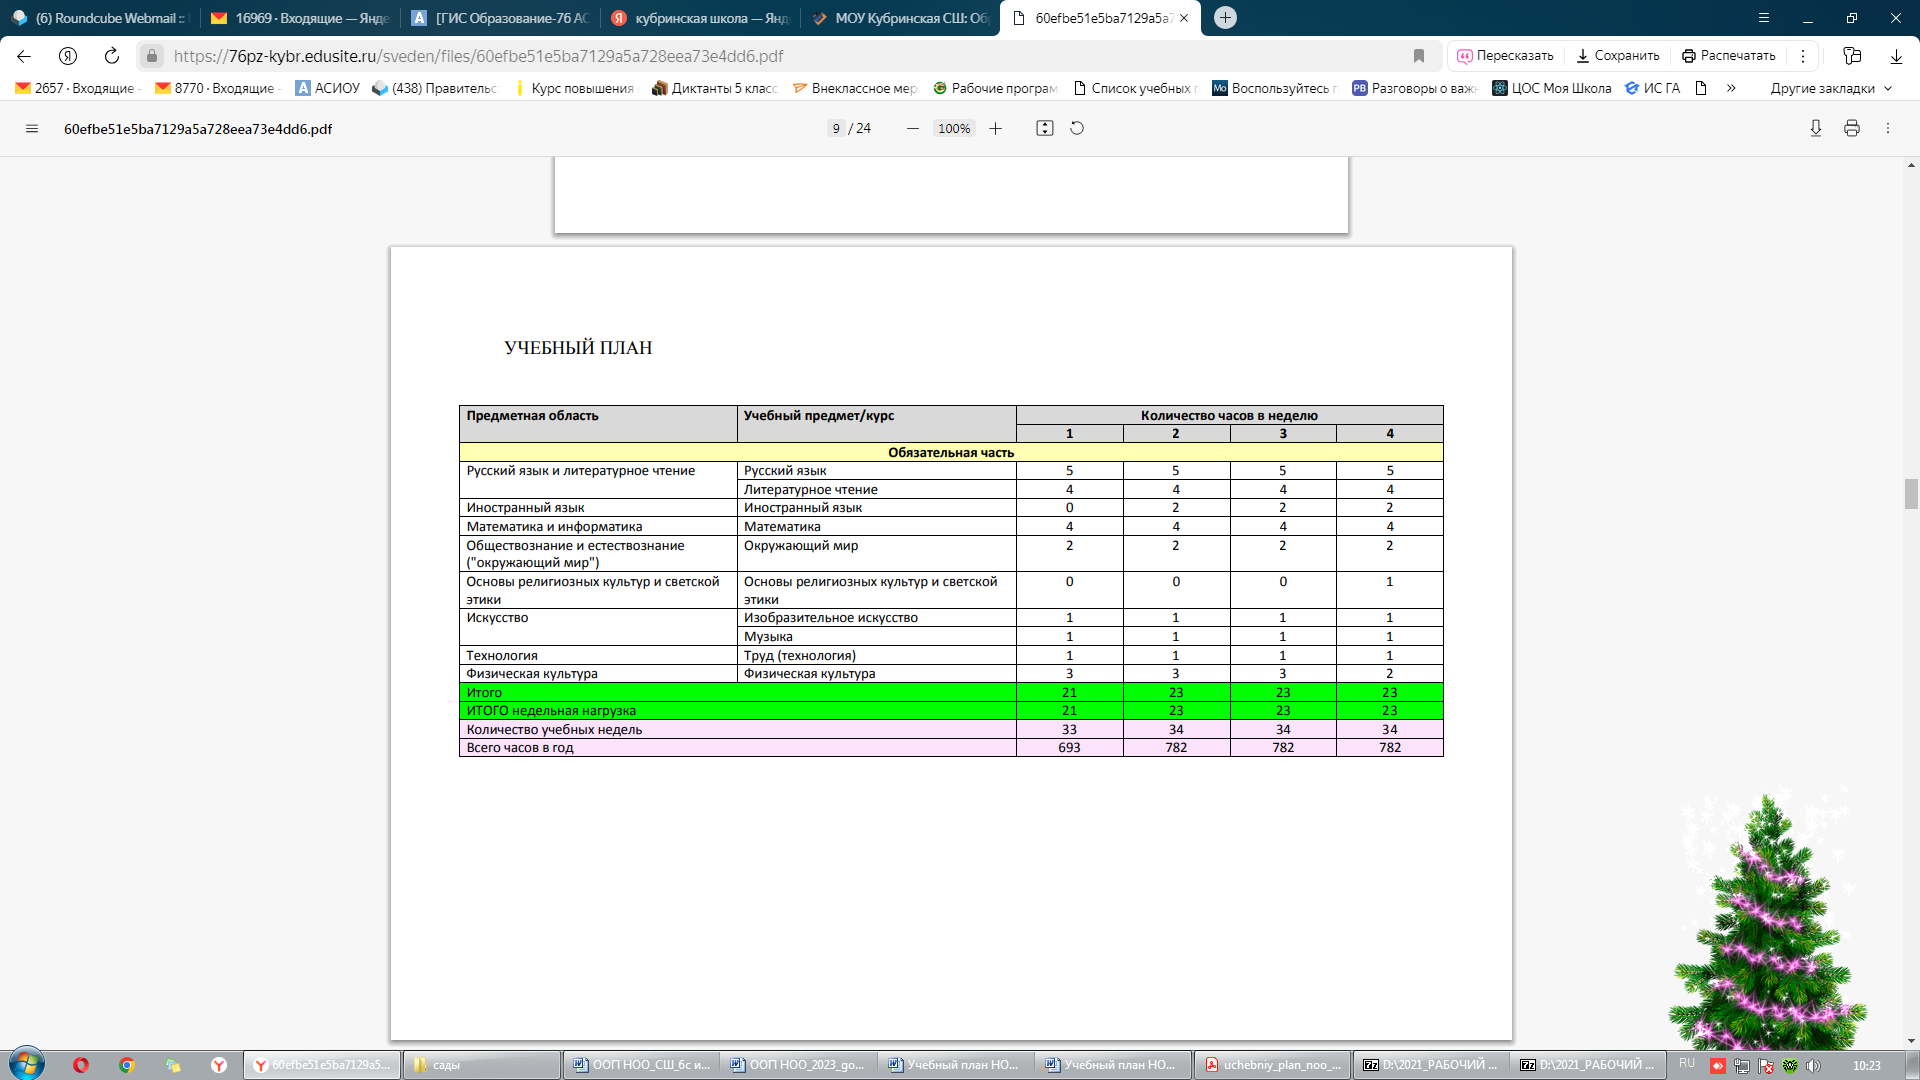 (6) Roundcube Webmail ::
16969 · Входящие — Янде
[ГИС Образование-76 АС
кубринская школа — Янд
МОУ Кубринская СШ: Об
60efbe51e5ba7129a5a7
https://76pz-kybr.edusite.ru/sveden/files/60efbe51e5ba7129a5a728eea73e4dd6.pdf
Пересказать
Сохранить
Распечатать
2657 · Входящие
8770 · Входящие
АСИОУ
(438) Правительс
Курс повышения
Диктанты 5 класс
Внеклассное мер
Рабочие програм
Список учебных п
Воспользуйтесь г
Разговоры о важн
ЦОС Моя Школа
ИС ГА
Другие закладки
60efbe51e5ba7129a5a728eea73e4dd6.pdf
9 / 24
100%
УЧЕБНЫЙ ПЛАН
Предметная область Учебный предмет/курс Количество часов в неделю
1 2 3 4
Обязательная часть
Русский язык и литературное чтение Русский язык 5 5 5 5
Литературное чтение 4 4 4 4
Иностранный язык Иностранный язык 0 2 2 2
Математика и информатика Математика 4 4 4 4
Обществознание и естествознание Окружающий мир 2 2 2 2
("окружающий мир")
Основы религиозных культур и светской Основы религиозных культур и светской 0 0 0 1
этики этики
Искусство Изобразительное искусство 1 1 1 1
Музыка 1 1 1 1
Технология Труд (технология) 1 1 1 1
Физическая культура Физическая культура 3 3 3 2
Итого 21 23 23 23
ИТОГО недельная нагрузка 21 23 23 23
Количество учебных недель 33 34 34 34
Всего часов в год 693 782 782 782
60efbe51e5ba7129a5...
сады
ООП НОО_СШ_6с и...
ООП НОО_2023_go...
Учебный план НО...
Учебный план НО...
uchebniy_plan_noo_...
D:\2021_РАБОЧИЙ ...
D:\2021_РАБОЧИЙ ...
RU
10:23